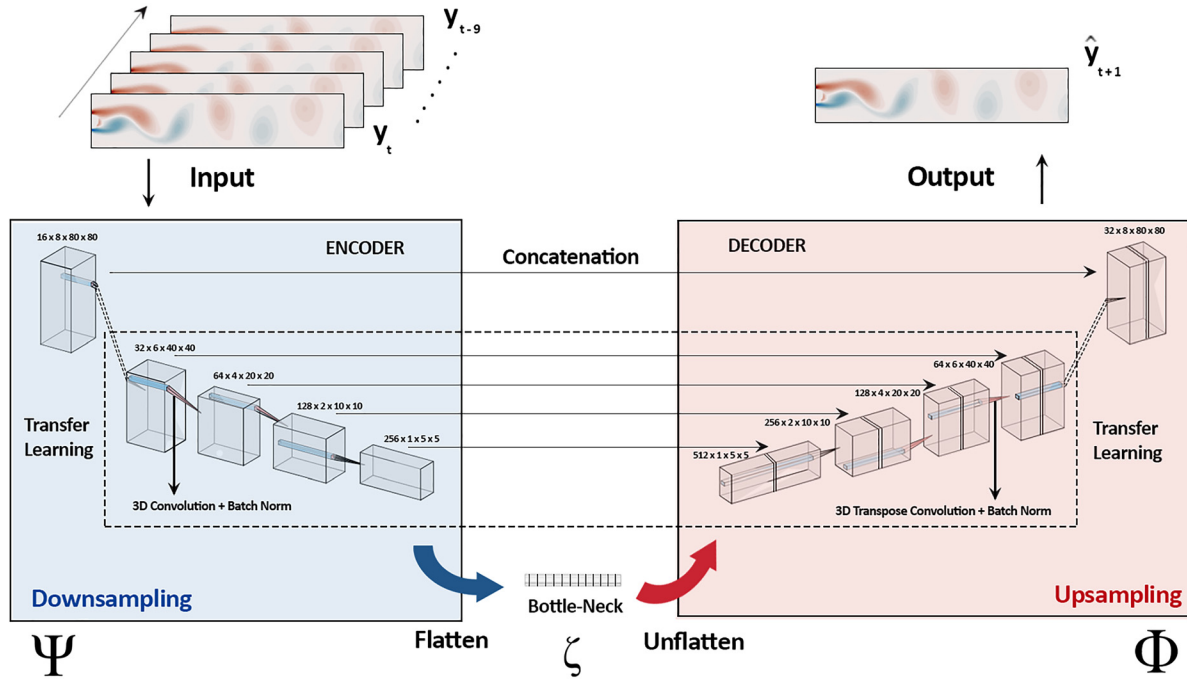 y t-9
y t
Input
ŷ t+1
Output
16 x 8 x 80 x 80
ENCODER
Concatenation
DECODER
32 x 8 x 80 x 80
32 x 6 x 40 x 40
64 x 4 x 20 x 20
128 x 2 x 10 x 10
256 x 1 x 5 x 5
64 x 6 x 40 x 40
128 x 4 x 20 x 20
256 x 2 x 10 x 10
512 x 1 x 5 x 5
Transfer
Learning
Transfer
Learning
3D Convolution + Batch Norm
3D Transpose Convolution + Batch Norm
Downsampling
Bottle-Neck
Upsampling
Flatten
Unflatten
Ψ
ζ
Φ